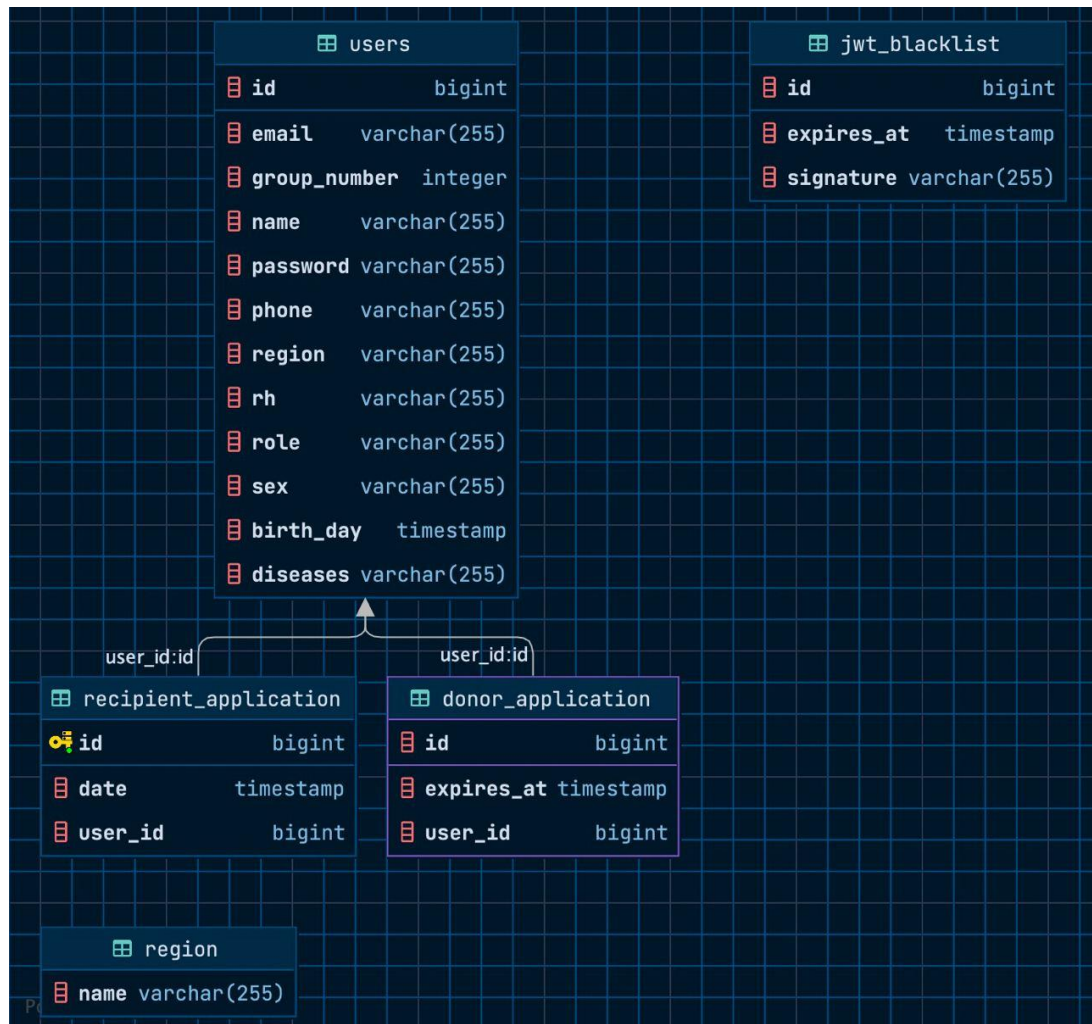 users
id bigint
email varchar(255)
group_number integer
name varchar(255)
password varchar(255)
phone varchar(255)
region varchar(255)
rh varchar(255)
role varchar(255)
sex varchar(255)
birth_day timestamp
diseases varchar(255)
jwt_blacklist
id bigint
expires_at timestamp
signature varchar(255)
user_id:id
user_id:id
recipient_application
id bigint
date timestamp
user_id bigint
donor_application
id bigint
expires_at timestamp
user_id bigint
region
name varchar(255)